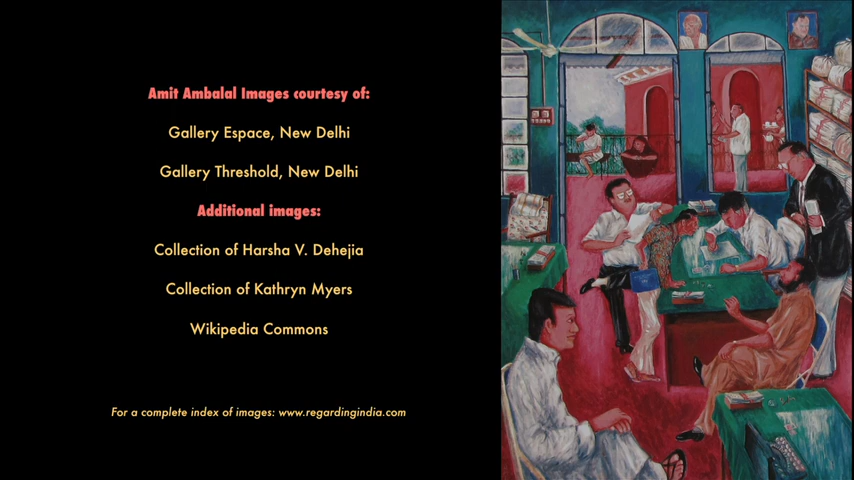 Amit Ambalal Images courtesy of:
Gallery Espace, New Delhi
Gallery Threshold, New Delhi
Additional images:
Collection of Harsha V. Dehejia
Collection of Kathryn Myers
Wikipedia Commons
For a complete index of images: www.regardingindia.com